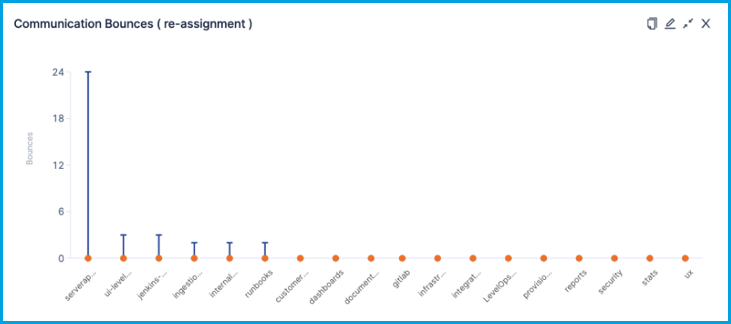 Communication Bounces ( re-assignment )
24
18
12
6
0
Bounces
serverap...
ui-level...
jenkins-...
ingestio...
internal...
runbooks
customer...
dashboards
document...
gitlab
infrastr...
integrat...
LevelOps...
provisio...
reports
security
stats
ux